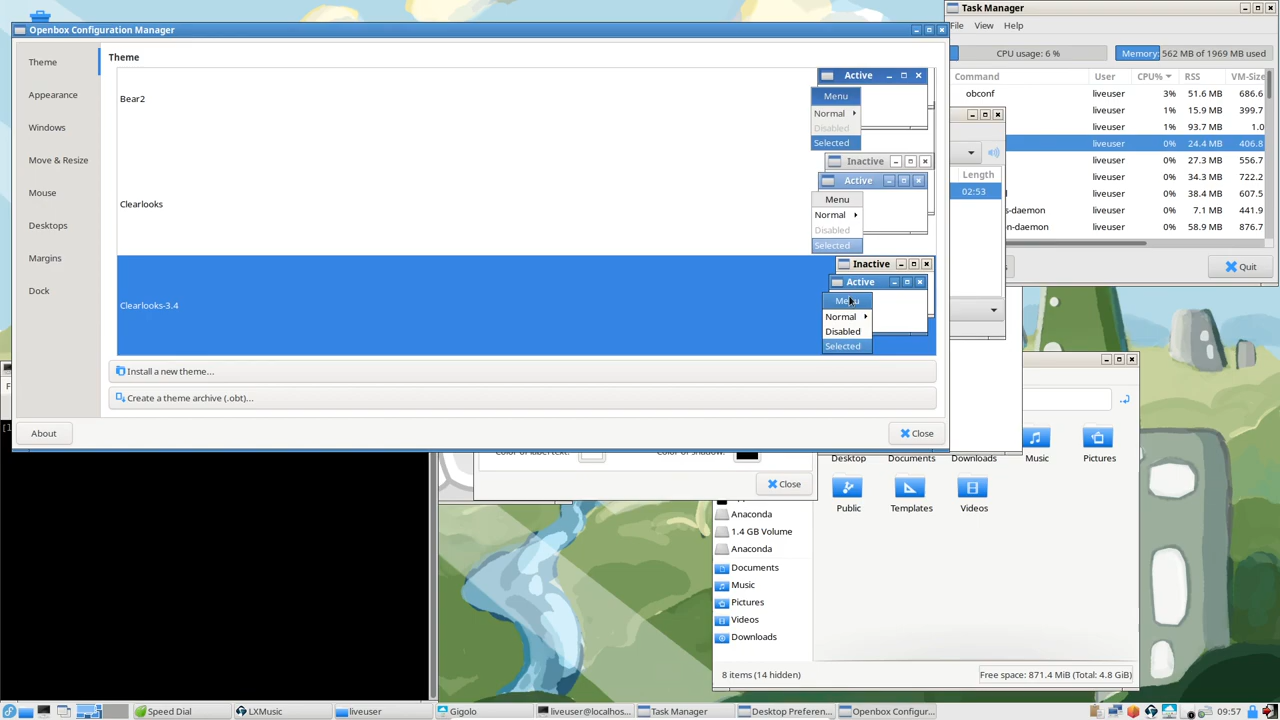 Openbox Configuration Manager
Theme
Appearance
Windows
Move & Resize
Mouse
Desktops
Margins
Dock
About
Theme
Bear2
Active
Menu
Normal
Disabled
Selected
Clearlooks
Inactive
Active
Menu
Normal
Disabled
Selected
Clearlooks-3.4
Inactive
Active
Menu
Normal
Disabled
Selected
Install a new theme...
Create a theme archive (.obt)...
Close
Task Manager
File View Help
CPU usage: 6 % Memory: 562 MB of 1969 MB used
Command User CPU% RSS VM-Size
obconf liveuser 3% 51.6 MB 686.6
liveuser 1% 15.9 MB 399.7
liveuser 1% 93.7 MB 1.0
liveuser 0% 24.4 MB 406.8
liveuser 0% 27.3 MB 556.7
liveuser 0% 34.3 MB 722.2
liveuser 0% 38.4 MB 607.5
s-daemon liveuser 0% 7.1 MB 441.9
on-daemon liveuser 0% 58.9 MB 876.7
Quit
Length
02:53
Close
Desktop Documents Downloads Music Pictures
Public Templates Videos
Anaconda
1.4 GB Volume
Anaconda
Documents
Music
Pictures
Videos
Downloads
8 items (14 hidden) Free space: 871.4 MiB (Total: 4.8 GiB)
Speed Dial LXMusic liveuser Gigolo liveuser@localhos... Task Manager Desktop Preferen... Openbox Configur... 09:57